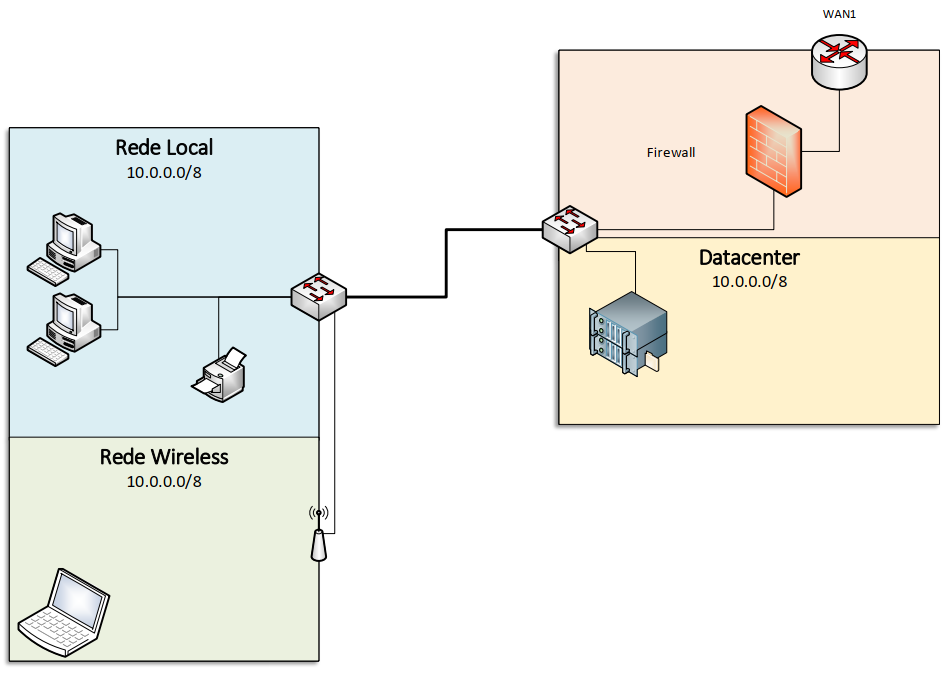 WAN1
Firewall
Rede Local
10.0.0.0/8
Datacenter
10.0.0.0/8
Rede Wireless
10.0.0.0/8